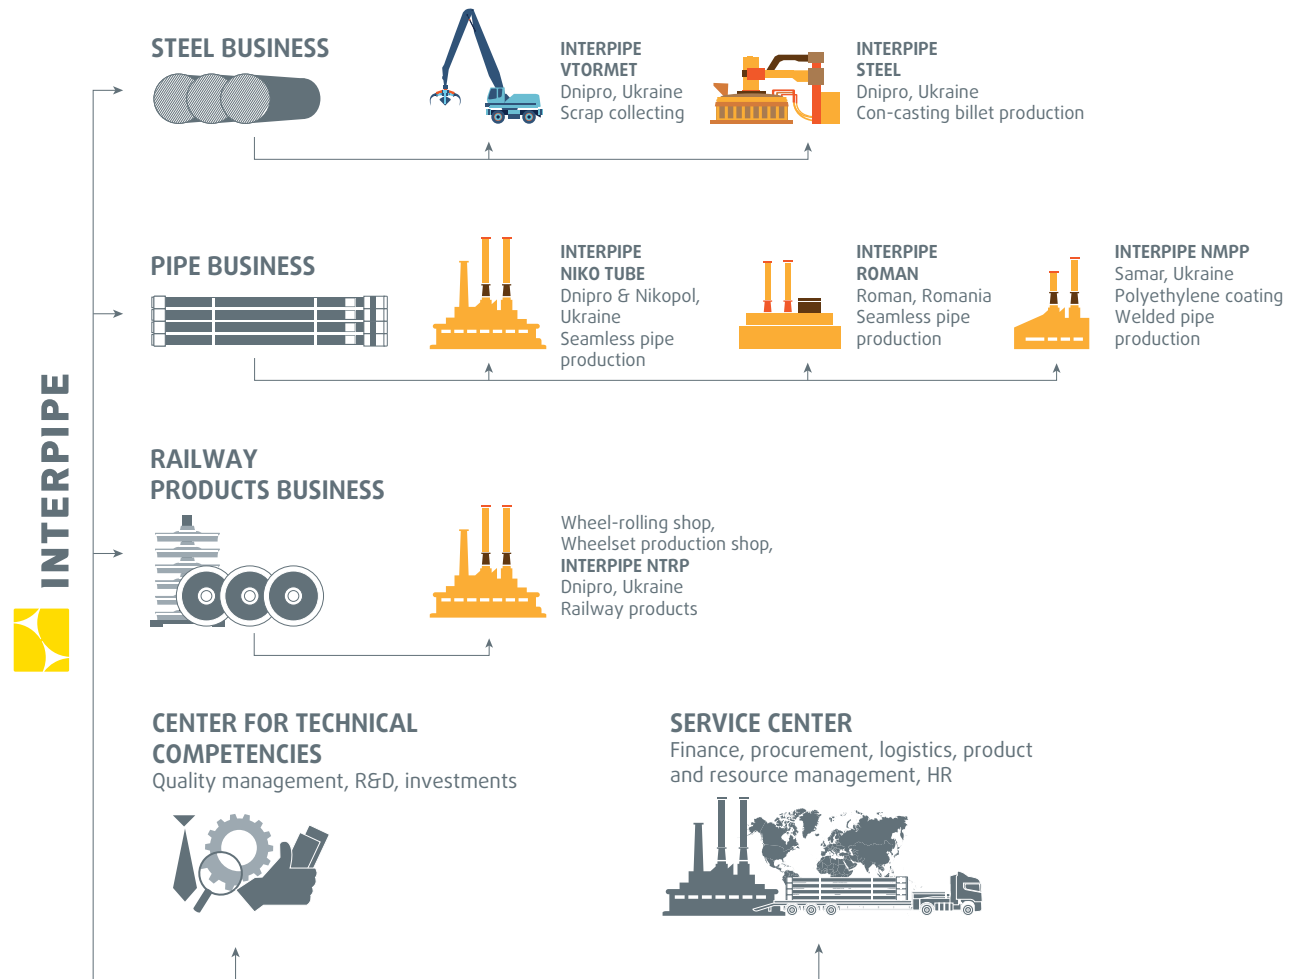 INTERPIPE
STEEL BUSINESS
INTERPIPE
VTORMET
Dnipro, Ukraine
Scrap collecting
INTERPIPE
STEEL
Dnipro, Ukraine
Con-casting billet production
PIPE BUSINESS
INTERPIPE
NIKO TUBE
Dnipro & Nikopol,
Ukraine
Seamless pipe
production
INTERPIPE
ROMAN
Roman, Romania
Seamless pipe
production
INTERPIPE NMPP
Samar, Ukraine
Polyethylene coating
Welded pipe
production
RAILWAY
PRODUCTS BUSINESS
Wheel-rolling shop,
Wheelset production shop,
INTERPIPE NTRP
Dnipro, Ukraine
Railway products
CENTER FOR TECHNICAL
COMPETENCIES
Quality management, R&D, investments
SERVICE CENTER
Finance, procurement, logistics, product
and resource management, HR